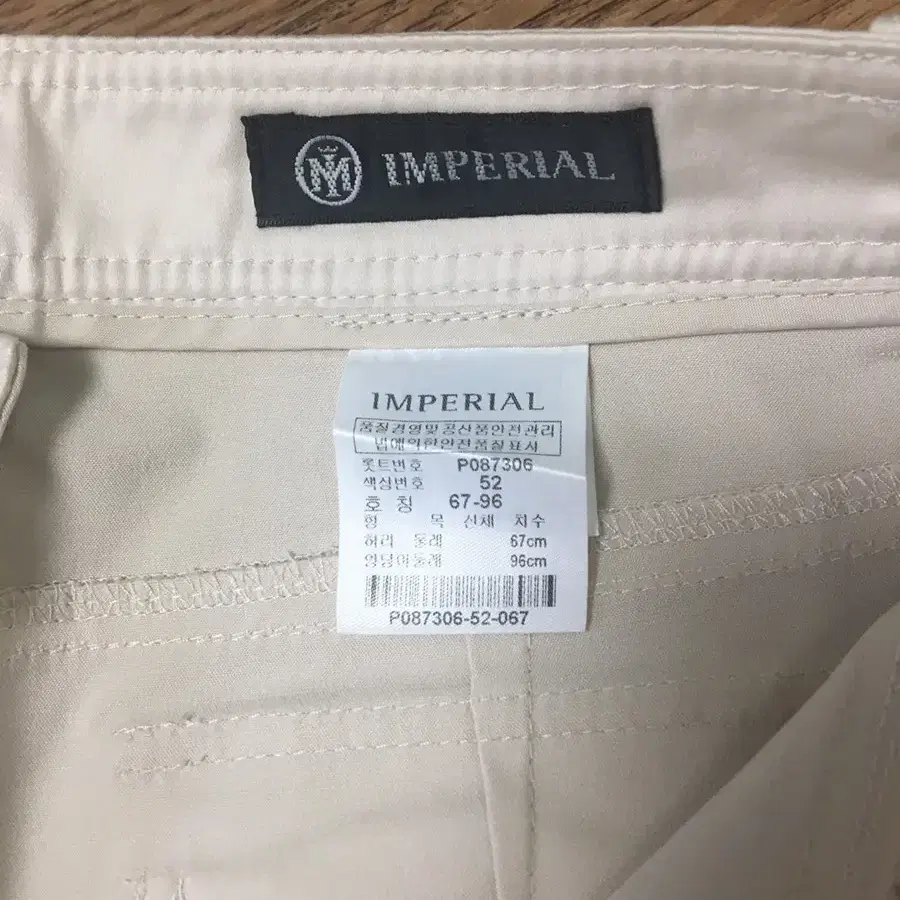 IMPERIAL
IMPERIAL
품질경영및공산품안전관리
법에의한안전품질표시
롯트번호 P087306
색상번호 52
호 칭 67-96
항 목 신체 치수
허리 둘레 67cm
엉덩이둘레 96cm
P087306-52-067